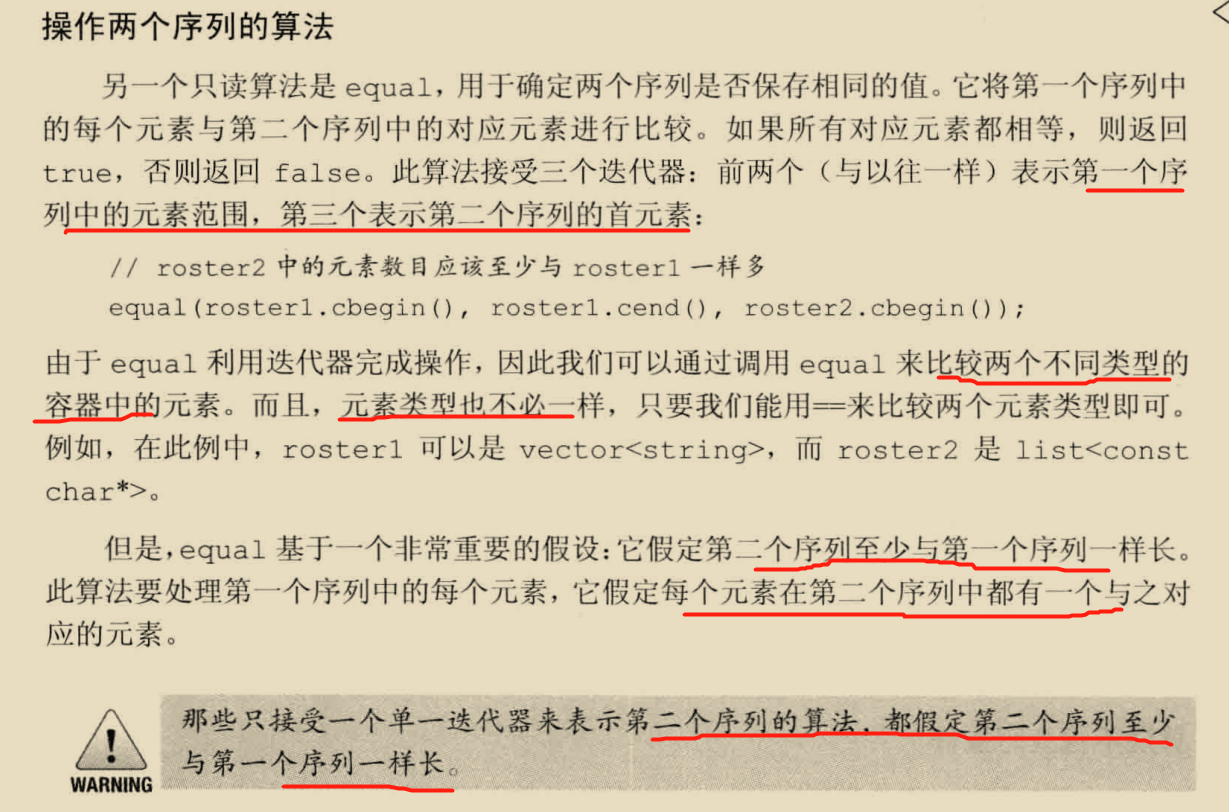 操作两个序列的算法
另一个只读算法是 equal，用于确定两个序列是否保存相同的值。它将第一个序列中
的每个元素与第二个序列中的对应元素进行比较。如果所有对应元素都相等，则返回
true，否则返回 false。此算法接受三个迭代器：前两个（与以往一样）表示第一个序
列中的元素范围，第三个表示第二个序列的首元素：
// roster2 中的元素数目应该至少与 roster1 一样多
equal(roster1.cbegin(), roster1.cend(), roster2.cbegin());
由于 equal 利用迭代器完成操作，因此我们可以通过调用 equal 来比较两个不同类型的
容器中的元素。而且，元素类型也不必一样，只要我们能用==来比较两个元素类型即可。
例如，在此例中，roster1 可以是 vector<string>，而 roster2 是 list<const
char*>。
但是，equal 基于一个非常重要的假设：它假定第二个序列至少与第一个序列一样长。
此算法要处理第一个序列中的每个元素，它假定每个元素在第二个序列中都有一个与之对
应的元素。
那些只接受一个单一迭代器来表示第二个序列的算法，都假定第二个序列至少
与第一个序列一样长。
WARNING